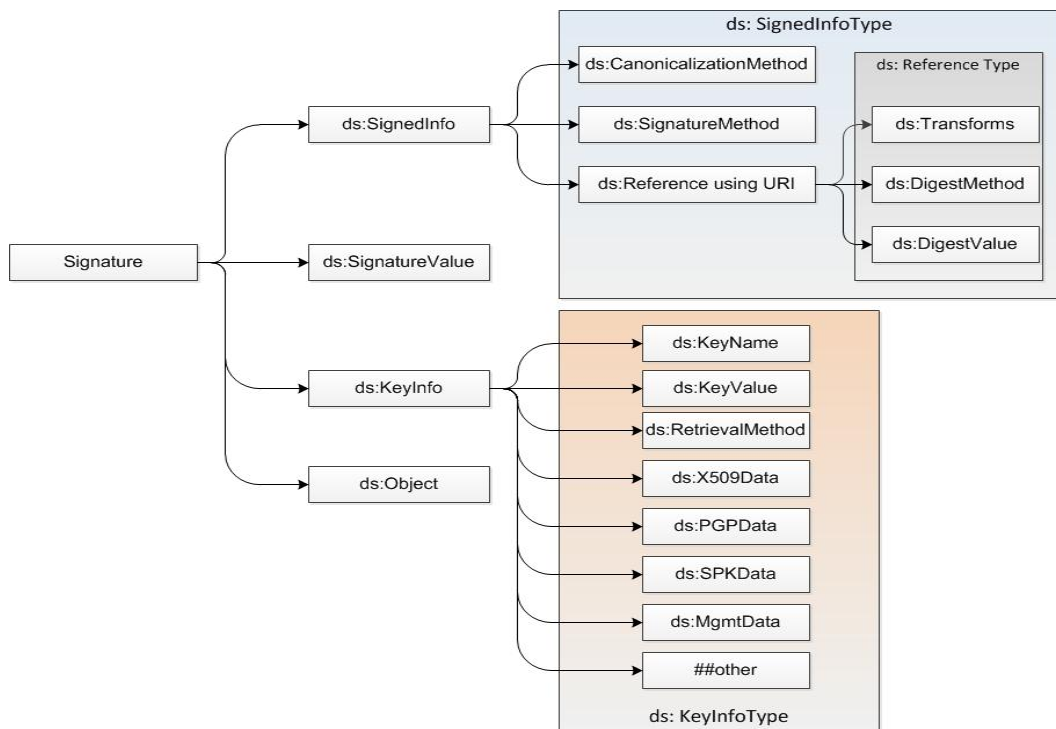 ds: SignedInfoType
ds:CanonicalizationMethod
ds: Reference Type
ds:SignedInfo
ds:SignatureMethod
ds:Transforms
ds:Reference using URI
ds:DigestMethod
ds:DigestValue
Signature
ds:SignatureValue
ds:KeyName
ds:KeyInfo
ds:KeyValue
ds:RetrievalMethod
ds:Object
ds:X509Data
ds:PGPData
ds:SPKData
ds:MgmtData
##other
ds: KeyInfoType